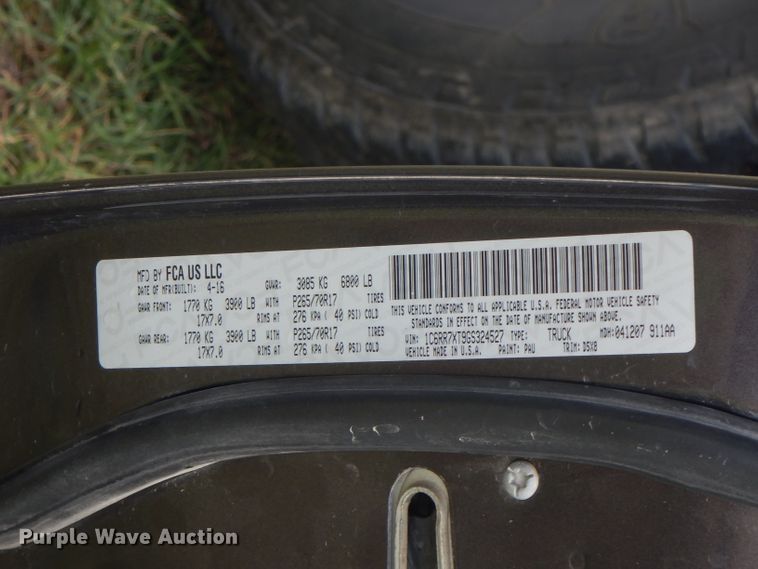 MFD BY FCA US LLC
DATE OF MFR(BUILT): 4-16 GVWR: 3085 KG 6800 LB
GAWR FRONT: 1770 KG 3900 LB WITH P265/70R17 TIRES
17X7.0 RIMS AT 276 KPA ( 40 PSI) COLD
GAWR REAR: 1770 KG 3900 LB WITH P265/70R17 TIRES
17X7.0 RIMS AT 276 KPA ( 40 PSI) COLD
THIS VEHICLE CONFORMS TO ALL APPLICABLE U.S.A. FEDERAL MOTOR VEHICLE SAFETY
STANDARDS IN EFFECT ON THE DATE OF MANUFACTURE SHOWN ABOVE.
VIN: 1C6RR7XT9GS324527 TYPE: TRUCK MDH:041207 911AA
VEHICLE MADE IN U.S.A. PAINT: PAU TRIM: DSX8
Purple Wave Auction